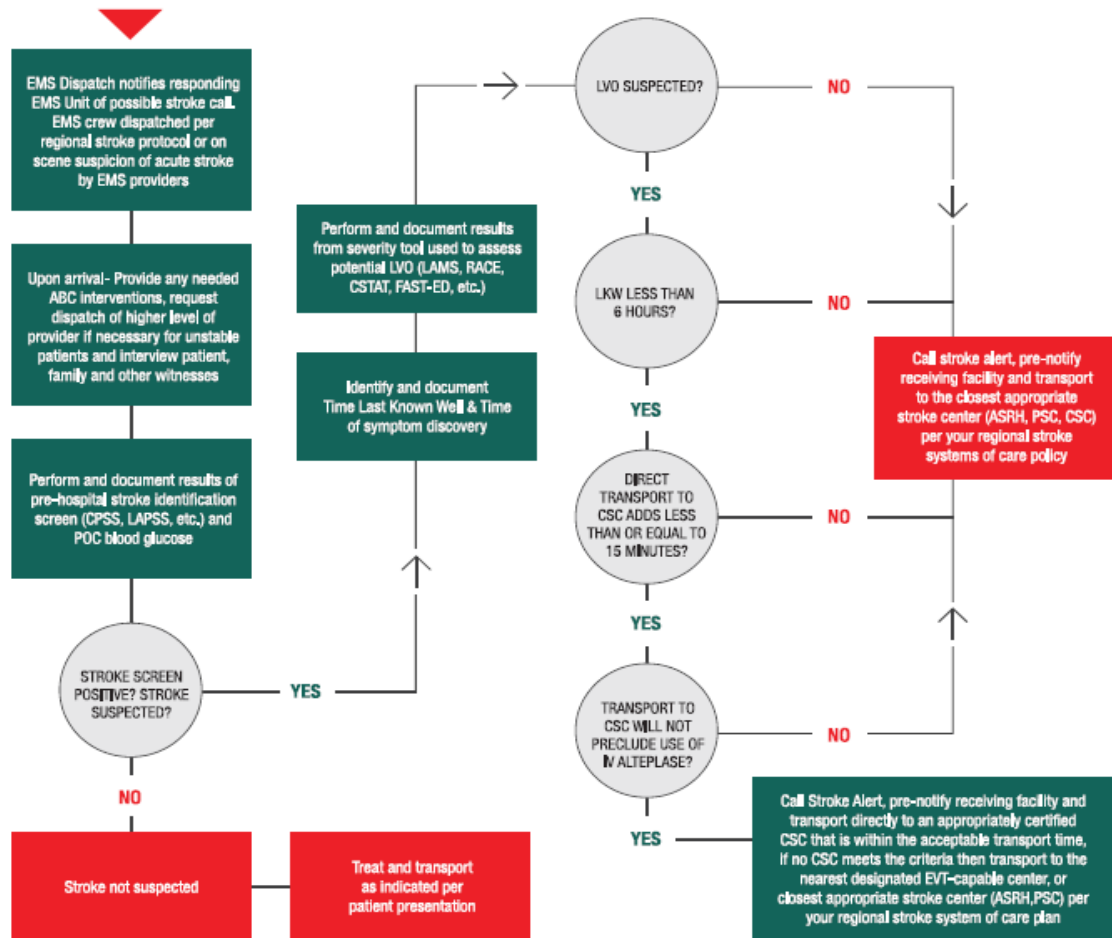 EMS Dispatch notifies responding
EMS Unit of possible stroke call.
EMS crew dispatched per
regional stroke protocol or on
scene suspicion of acute stroke
by EMS providers
Upon arrival- Provide any needed
ABC interventions, request
dispatch of higher level of
provider if necessary for unstable
patients and interview patient,
family and other witnesses
Perform and document results of
pre-hospital stroke identification
screen (CPSS, LAPSS, etc.) and
POC blood glucose
STROKE SCREEN
POSITIVE? STROKE
SUSPECTED?
YES
NO
Stroke not suspected
Treat and transport
as indicated per
patient presentation
Identify and document
Time Last Known Well & Time
of symptom discovery
Perform and document results
from severity tool used to assess
potential LVO (LAMS, RACE,
CSTAT, FAST-ED, etc.)
LVO SUSPECTED?
NO
YES
LKW LESS THAN
6 HOURS?
NO
YES
DIRECT
TRANSPORT TO
CSC ADDS LESS
THAN OR EQUAL TO
15 MINUTES?
NO
YES
TRANSPORT TO
CSC WILL NOT
PRECLUDE USE OF
IV ALTEPLASE?
NO
YES
Call stroke alert, pre-notify
receiving facility and transport
to the closest appropriate
stroke center (ASRH, PSC, CSC)
per your regional stroke
systems of care policy
Call Stroke Alert, pre-notify receiving facility and
transport directly to an appropriately certified
CSC that is within the acceptable transport time,
if no CSC meets the criteria then transport to the
nearest designated EVT-capable center, or
closest appropriate stroke center (ASRH,PSC) per
your regional stroke system of care plan